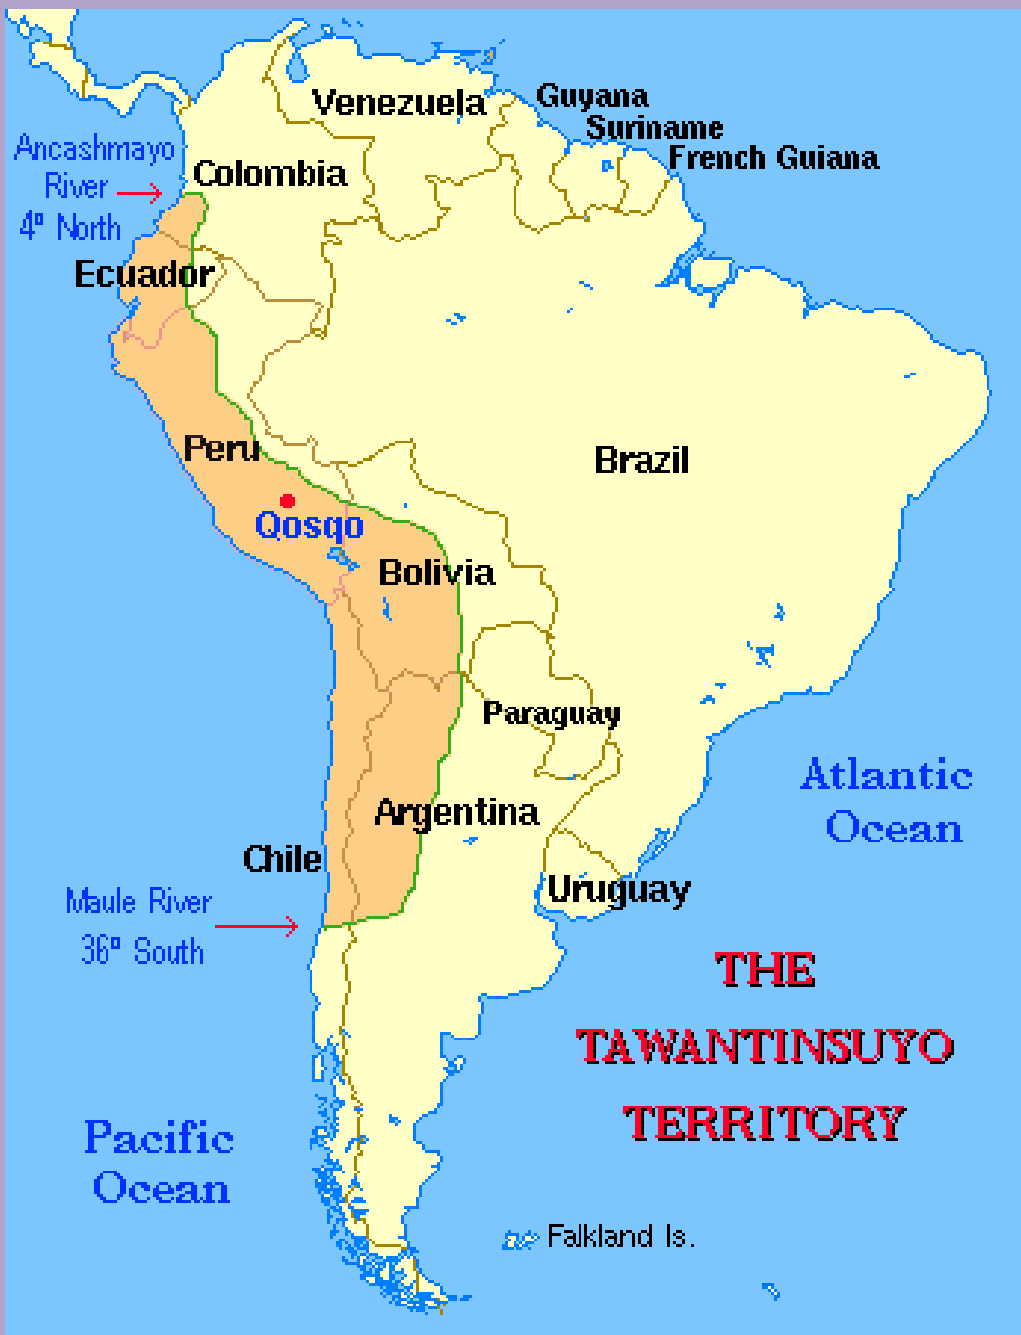 Venezuela
Guyana
Suriname
French Guiana
Ancashmayo
River
4º North
Colombia
Ecuador
Peru
Brazil
Qosqo
Bolivia
Paraguay
Atlantic
Ocean
Argentina
Chile
Uruguay
Maule River
36º South
THE
TAWANTINSUYO
TERRITORY
Pacific
Ocean
Falkland Is.